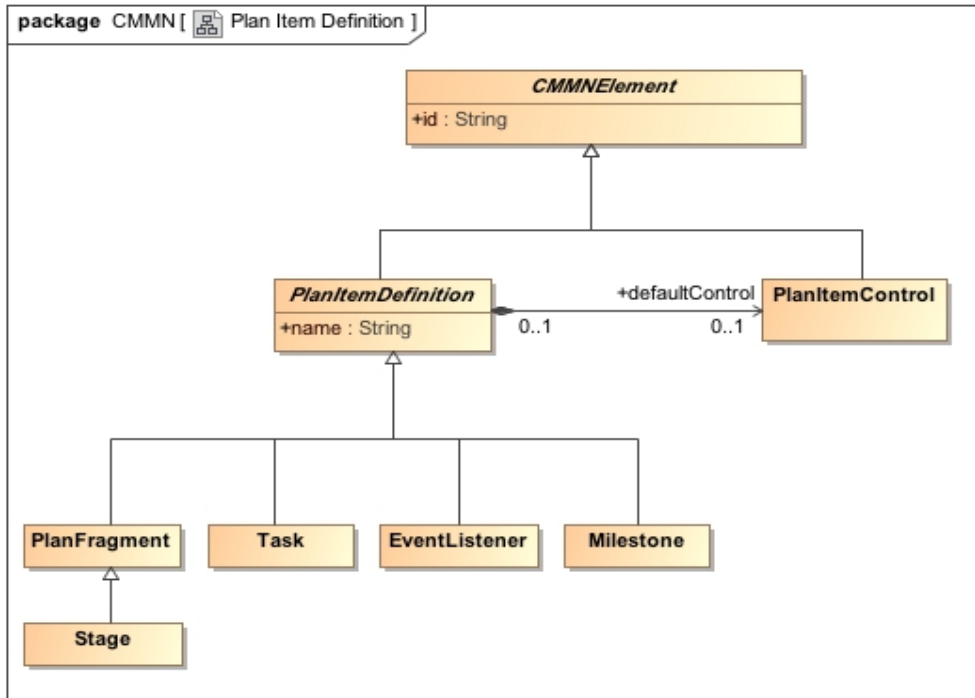 package CMMN [ Plan Item Definition ]
CMMNElement
+id : String
PlanItemDefinition
+name : String
+defaultControl
0..1
0..1
PlanItemControl
PlanFragment
Task
EventListener
Milestone
Stage